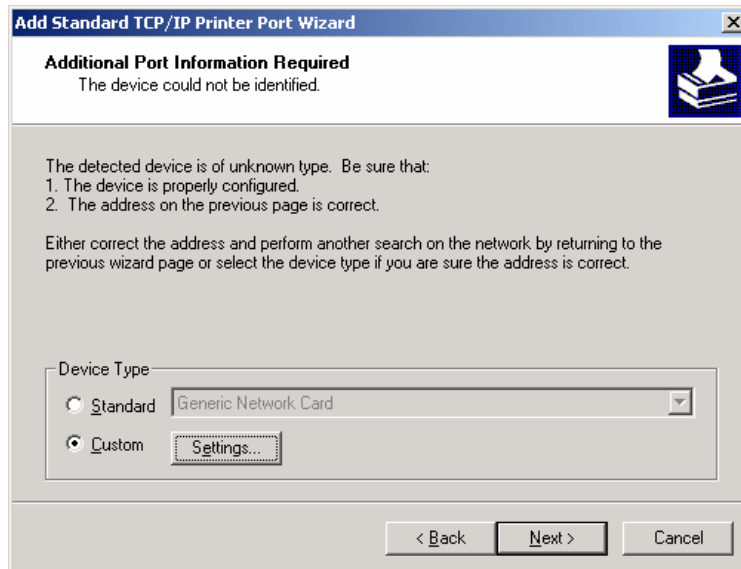 Add Standard TCP/IP Printer Port Wizard
Additional Port Information Required
The device could not be identified.
The detected device is of unknown type.  Be sure that:
1. The device is properly configured.
2.  The address on the previous page is correct.
Either correct the address and perform another search on the network by returning to the
previous wizard page or select the device type if you are sure the address is correct.
Device Type
Standard
Generic Network Card
Custom
Settings...
< Back
Next >
Cancel